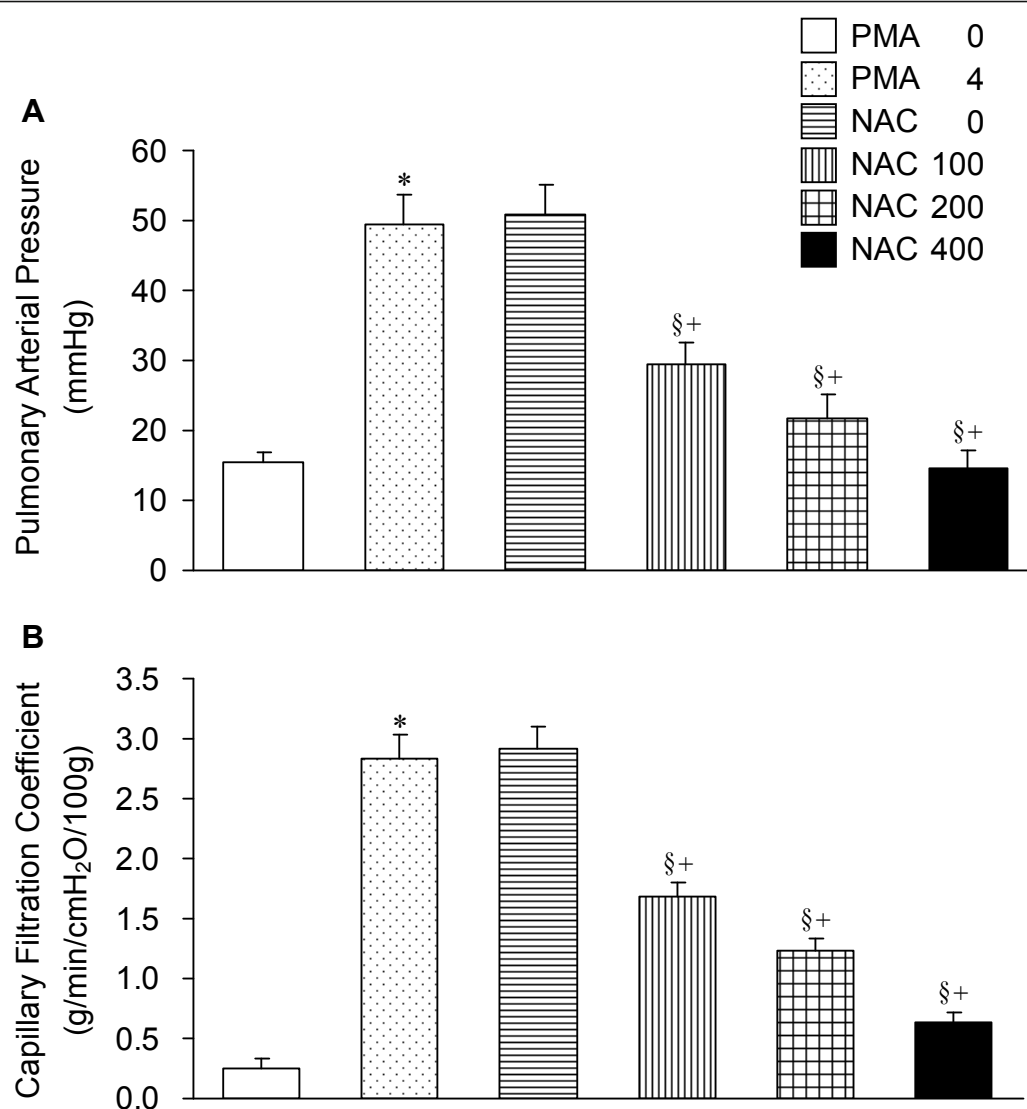 PMA 0
PMA 4
NAC 0
NAC 100
NAC 200
NAC 400
A
Pulmonary Arterial Pressure
(mmHg)
60
50
40
30
20
10
0
*
§+
§+
§+
B
Capillary Filtration Coefficient
(g/min/cmH₂O/100g)
3.5
3.0
2.5
2.0
1.5
1.0
0.5
0.0
*
§+
§+
§+